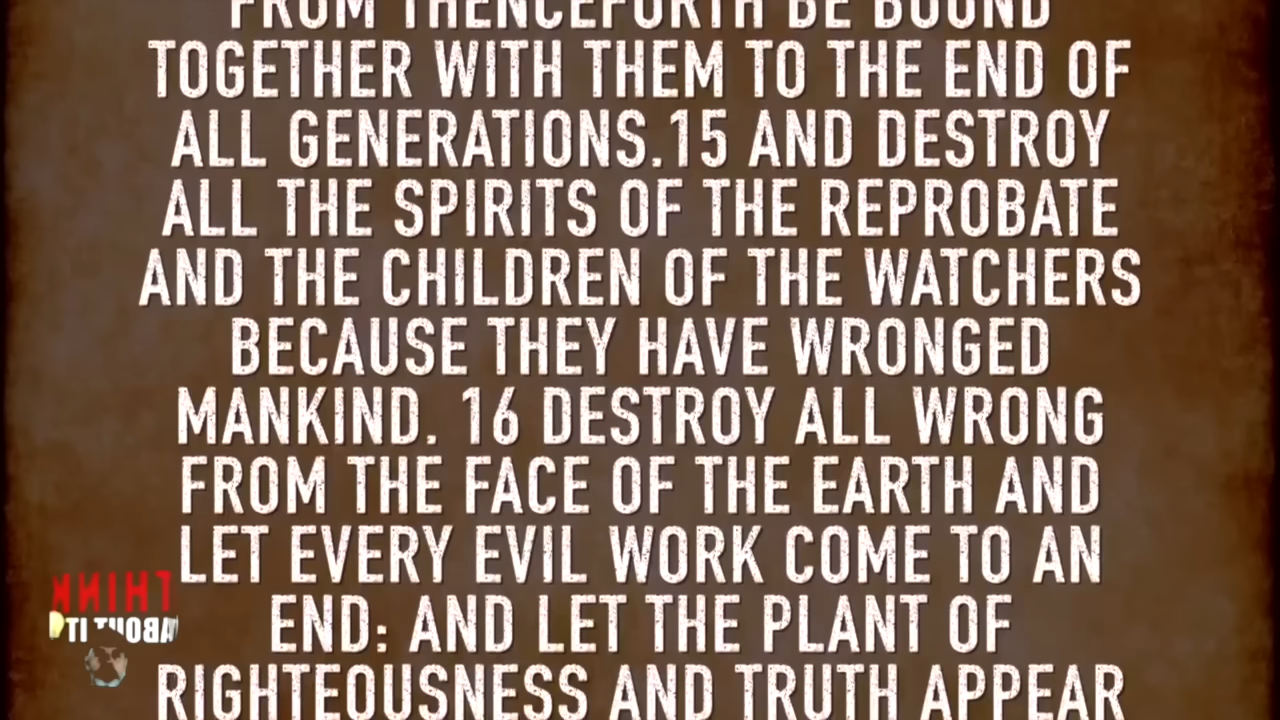 FROM THENCEFORTH BE BOUND
TOGETHER WITH THEM TO THE END OF
ALL GENERATIONS.15 AND DESTROY
ALL THE SPIRITS OF THE REPROBATE
AND THE CHILDREN OF THE WATCHERS
BECAUSE THEY HAVE WRONGED
MANKIND. 16 DESTROY ALL WRONG
FROM THE FACE OF THE EARTH AND
LET EVERY EVIL WORK COME TO AN
END: AND LET THE PLANT OF
RIGHTEOUSNESS AND TRUTH APPEAR
THINK
ABOUT IT